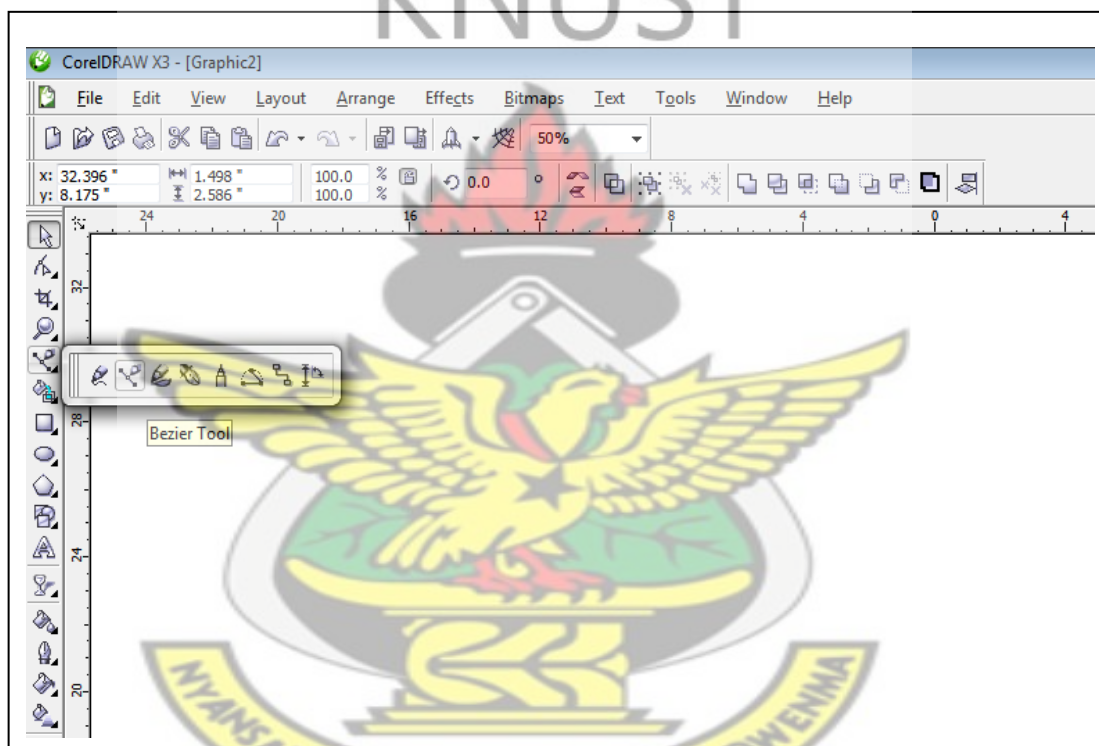 KNUST
CorelDRAW X3 - [Graphic2]
File Edit View Layout Arrange Effects Bitmaps Text Tools Window Help
50%
x: 32.396 " 1.498 " 100.0 % 0.0 °
y: 8.175 " 2.586 " 100.0 %
24 20 16 12 8 4 0 4
32
28
Bezier Tool
24
20